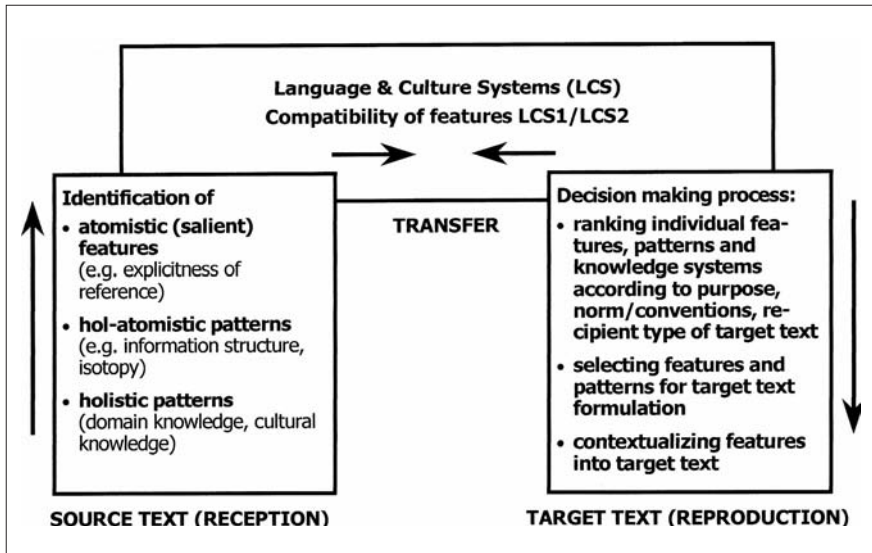 Language & Culture Systems (LCS)
Compatibility of features LCS1/LCS2
Identification of
• atomistic (salient)
features
(e.g. explicitness of
reference)
• hol-atomistic patterns
(e.g. information structure,
isotopy)
• holistic patterns
(domain knowledge, cultural
knowledge)
SOURCE TEXT (RECEPTION)
TRANSFER
Decision making process:
• ranking individual fea-
tures, patterns and
knowledge systems
according to purpose,
norm/conventions, re-
cipient type of target text
• selecting features and
patterns for target text
formulation
• contextualizing features
into target text
TARGET TEXT (REPRODUCTION)